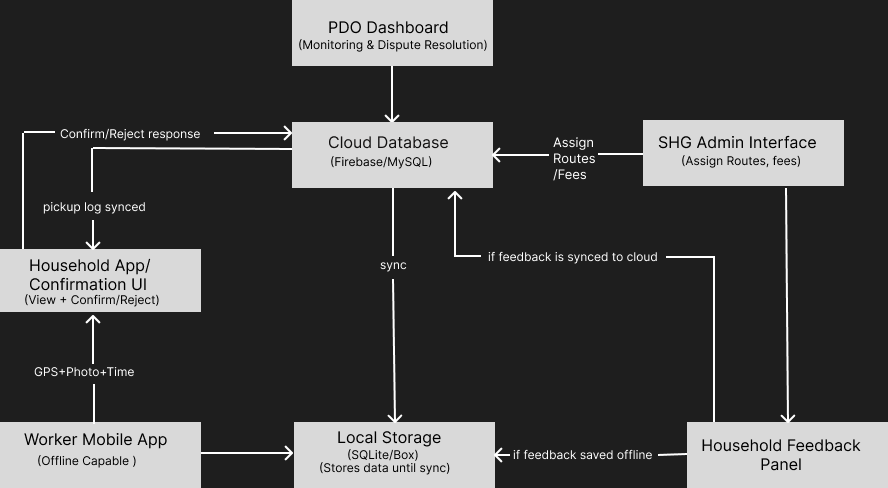 PDO Dashboard
(Monitoring & Dispute Resolution)
Confirm/Reject response
Cloud Database
(Firebase/MySQL)
Assign
Routes
/Fees
SHG Admin Interface
(Assign Routes, fees)
pickup log synced
Household App/
Confirmation UI
(View + Confirm/Reject)
sync
if feedback is synced to cloud
GPS+Photo+Time
Worker Mobile App
(Offline Capable )
Local Storage
(SQLite/Box)
(Stores data until sync)
if feedback saved offline
Household Feedback
Panel